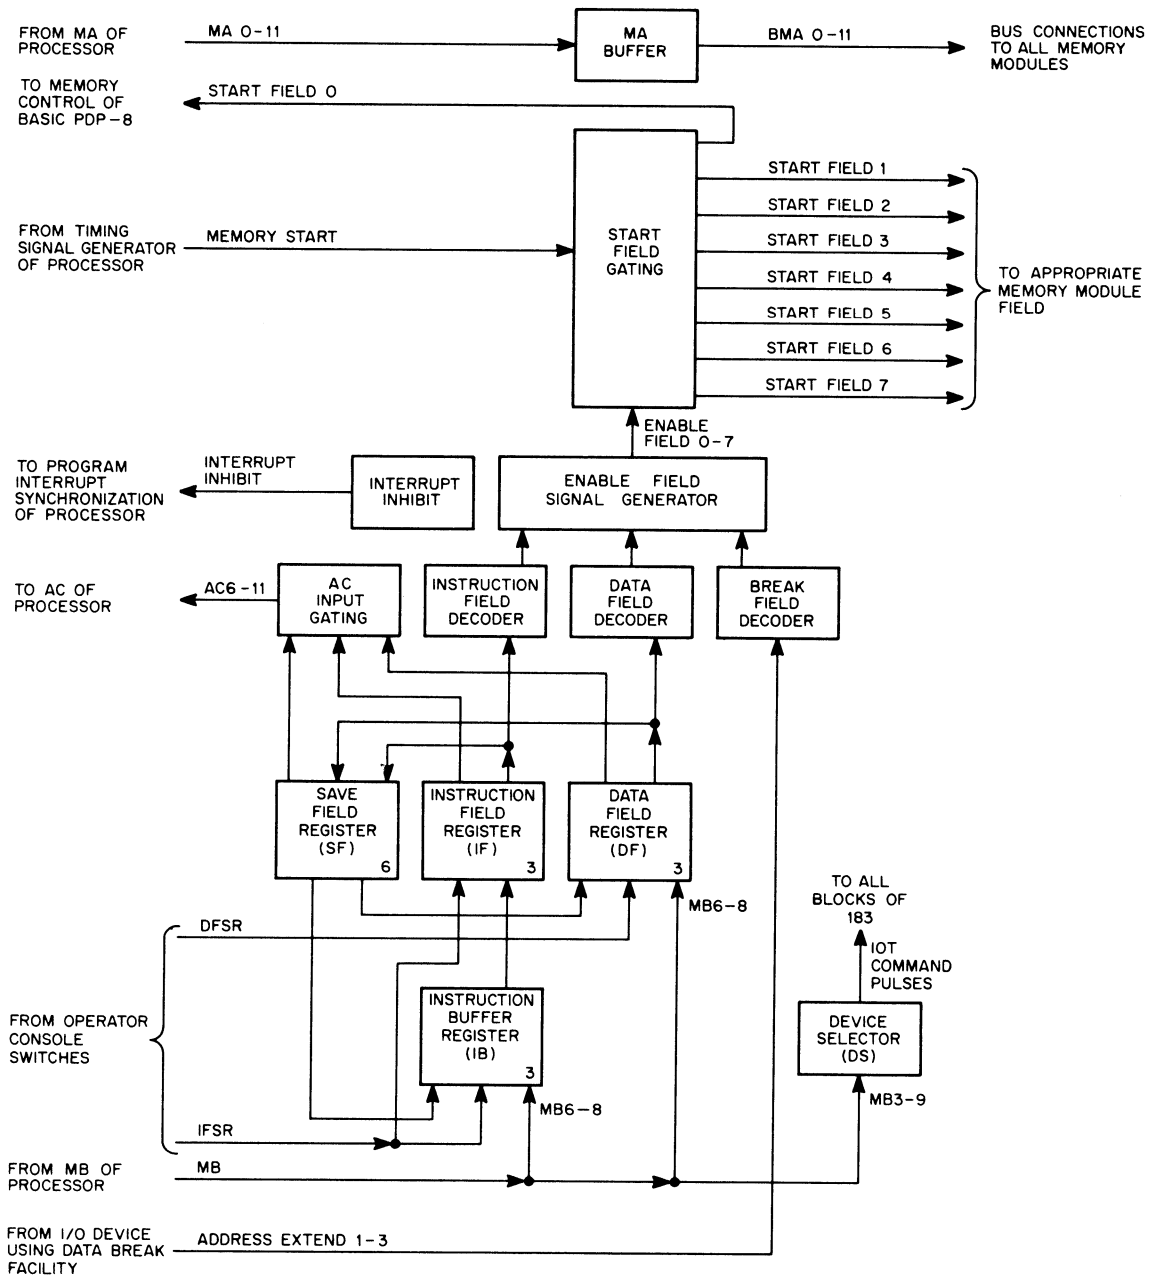 FROM MA OF
PROCESSOR
MA 0-11
MA
BUFFER
BMA 0-11
BUS CONNECTIONS
TO ALL MEMORY
MODULES
TO MEMORY
CONTROL OF
BASIC PDP-8
START FIELD 0
START FIELD 1
START FIELD 2
START FIELD 3
START FIELD 4
START FIELD 5
START FIELD 6
START FIELD 7
FROM TIMING
SIGNAL GENERATOR
OF PROCESSOR
MEMORY START
START
FIELD
GATING
TO APPROPRIATE
MEMORY MODULE
FIELD
ENABLE
FIELD 0-7
TO PROGRAM
INTERRUPT
SYNCHRONIZATION
OF PROCESSOR
INTERRUPT
INHIBIT
INTERRUPT
INHIBIT
ENABLE FIELD
SIGNAL GENERATOR
TO AC OF
PROCESSOR
AC6-11
AC
INPUT
GATING
INSTRUCTION
FIELD
DECODER
DATA
FIELD
DECODER
BREAK
FIELD
DECODER
SAVE
FIELD
REGISTER
(SF)
6
INSTRUCTION
FIELD
REGISTER
(IF)
3
DATA
FIELD
REGISTER
(DF)
3
MB6-8
TO ALL
BLOCKS OF
183
IOT
COMMAND
PULSES
DFSR
FROM OPERATOR
CONSOLE
SWITCHES
INSTRUCTION
BUFFER
REGISTER
(IB)
3
DEVICE
SELECTOR
(DS)
MB6-8
MB3-9
IFSR
FROM MB OF
PROCESSOR
MB
FROM I/O DEVICE
USING DATA BREAK
FACILITY
ADDRESS EXTEND 1-3